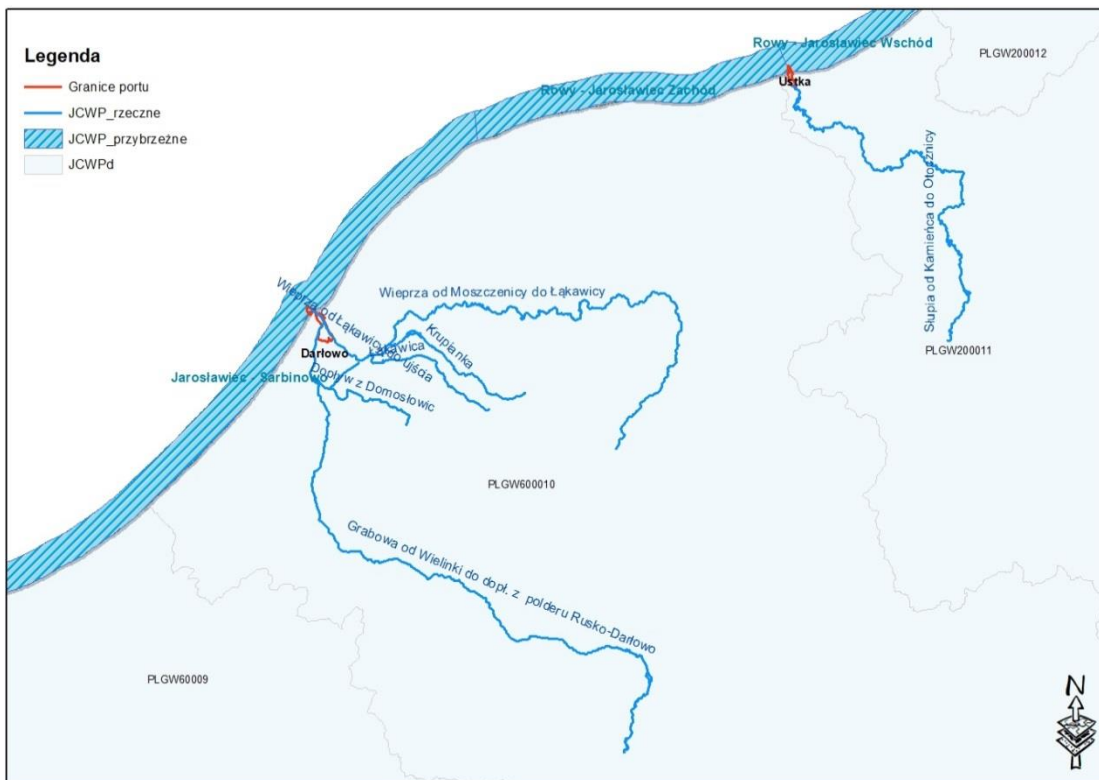 Legenda
Granice portu
JCWP_rzeczne
JCWP_przybrzeżne
JCWPd
Rowy - Jarosławiec Wschód
PLGW200012
Rowy - Jarosławiec Zachód
Ustka
Słupia od Kamieńca do Otocznicy
PLGW200011
Wieprza od Moszczenicy do Łąkawicy
Wieprza od Łąkawicy do ujścia
Krupianka
Łąkawica
Darłowo
Jarosławiec - Sarbinowo
Dopływ z Domosłowic
PLGW600010
Grabowa od Wielinki do dopł. z polderu Rusko-Darłowo
PLGW60009
N